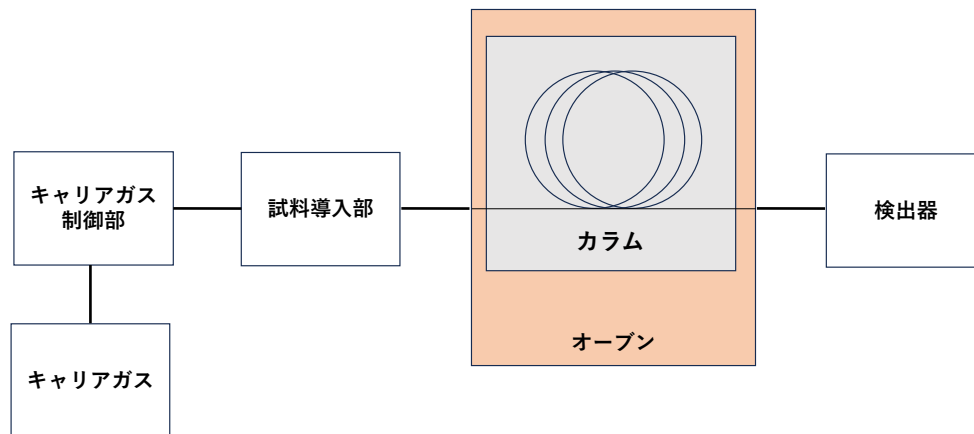 キャリアガス
制御部
試料導入部
カラム
検出器
オーブン
キャリアガス